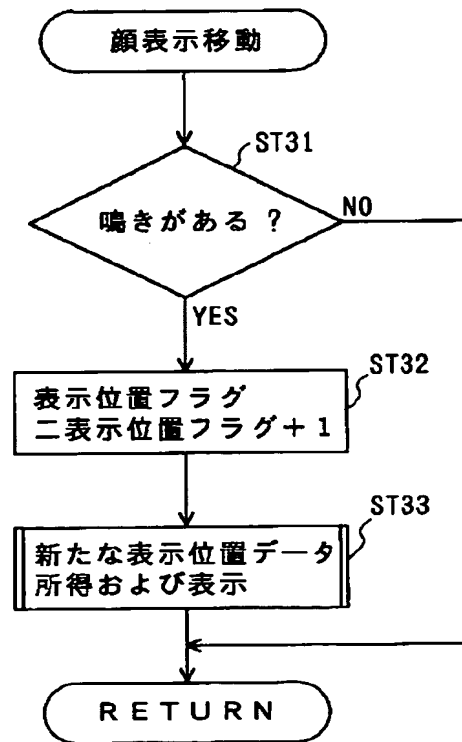 顔表示移動
ST31
鳴きがある ?
NO
YES
ST32
表示位置フラグ
二表示位置フラグ+1
ST33
新たな表示位置データ
所得および表示
RETURN